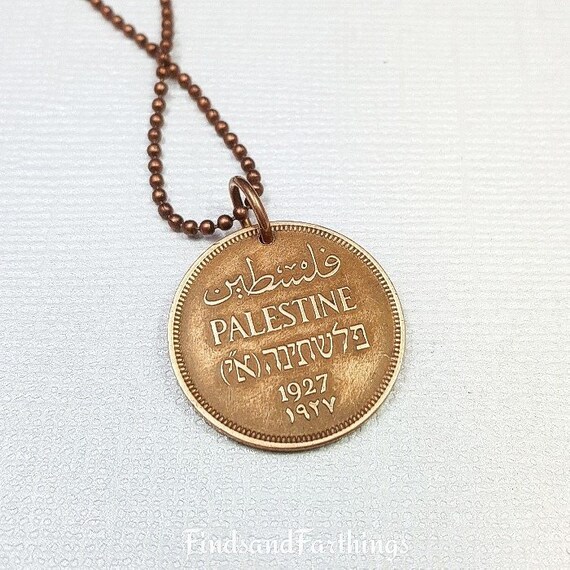 فلسطين
PALESTINE
פלשתינה (א״י)
1927
١٩٢٧
FindsandFarthings